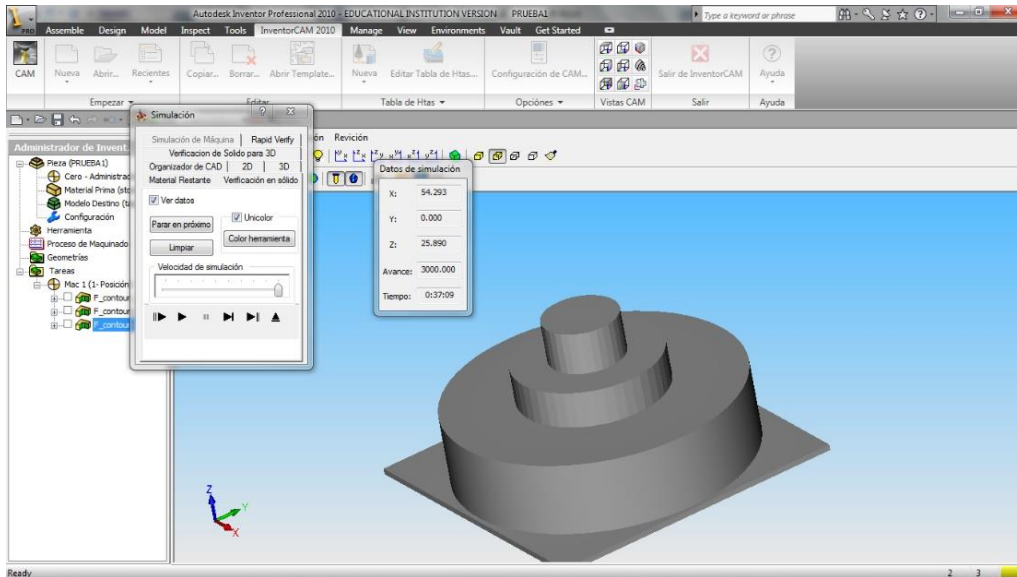 Autodesk Inventor Professional 2010 - EDUCATIONAL INSTITUTION VERSION PRUEBA1
Type a keyword or phrase
PRO
Assemble Design Model Inspect Tools InventorCAM 2010 Manage View Environments Vault Get Started
CAM Nueva Abrir... Recientes Copiar... Borrar... Abrir Template... Nueva Editar Tabla de Htas... Configuración de CAM... Salir de InventorCAM Ayuda
Empezar Editar Tabla de Htas Opciónes Vistas CAM Salir Ayuda
Simulación
Revición
Administrador de Invent
Pieza (PRUEBA1)
Cero - Administrac
Material Prima (sto
Modelo Destino (ta
Configuración
Herramienta
Proceso de Maquinado
Geometrías
Tareas
Mac 1 (1- Posición
F_contour
F_contour
F_contour
Simulación de Máquina Rapid Verify
Verificacion de Solido para 3D
Organizador de CAD 2D 3D
Material Restante Verificación en sólido
Ver datos
Parar en próximo
Unicolor
Limpiar
Color herramienta
Velocidad de simulación
Datos de simulación
X: 54.293
Y: 0.000
Z: 25.890
Avance: 3000.000
Tiempo: 0:37:09
Z
Y
X
Ready
2 3